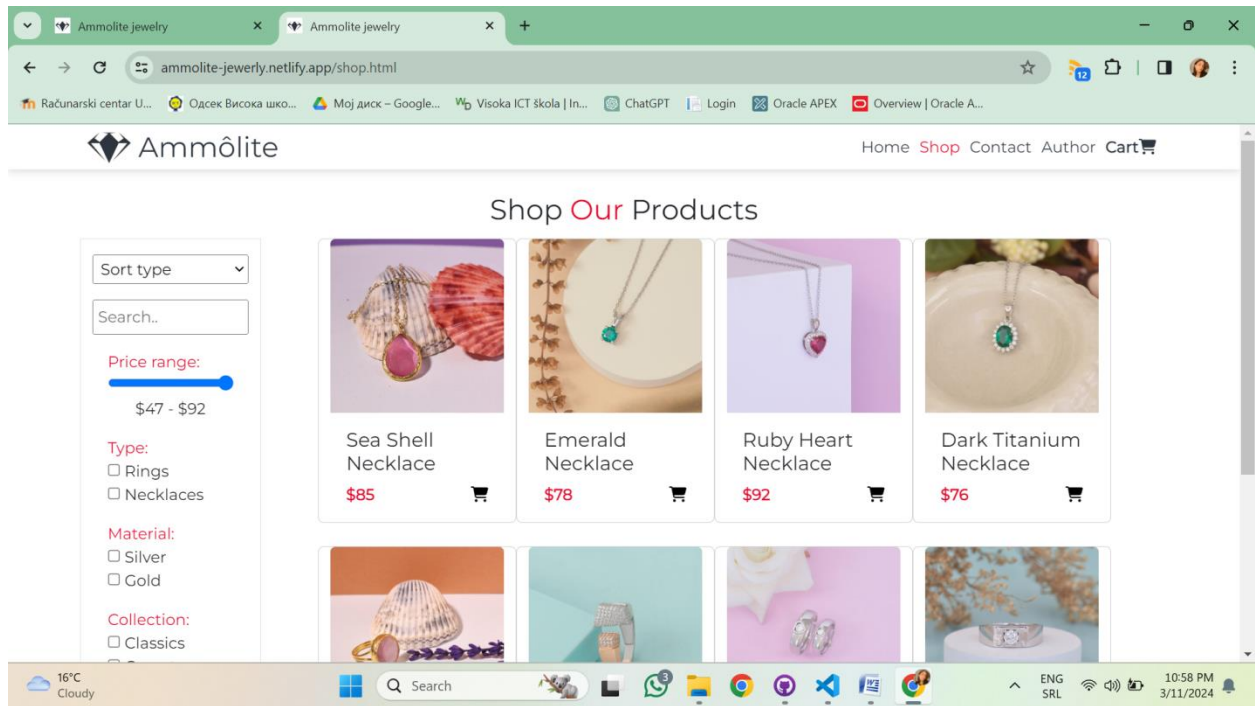 Ammolite jewelry
Ammolite jewelry
ammolite-jewerly.netlify.app/shop.html
12
Računarski centar U...
Одсек Висока шко...
Мој диск – Google...
Visoka ICT škola | In...
ChatGPT
Login
Oracle APEX
Overview | Oracle A...
Ammôlite
Home Shop Contact Author Cart
Shop Our Products
Sort type
Search..
Price range:
$47 - $92
Type:
Rings
Necklaces
Material:
Silver
Gold
Collection:
Classics
Sea Shell
Necklace
$85
Emerald
Necklace
$78
Ruby Heart
Necklace
$92
Dark Titanium
Necklace
$76
16°C
Cloudy
Search
3
ENG
SRL
10:58 PM
3/11/2024